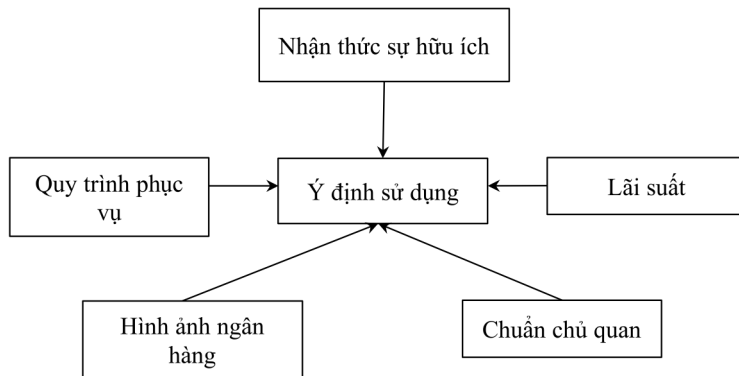 Nhận thức sự hữu ích
Quy trình phục
vụ
Ý định sử dụng
Lãi suất
Hình ảnh ngân
hàng
Chuẩn chủ quan